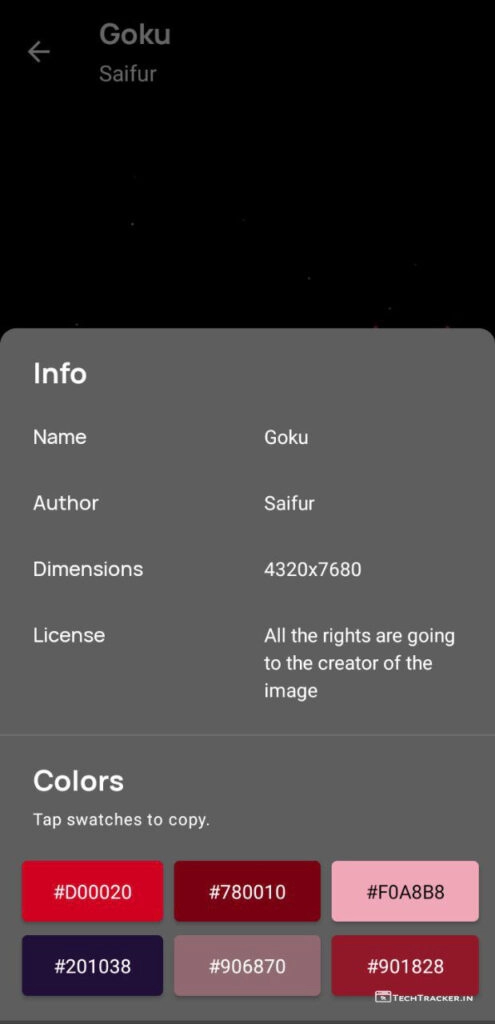 Goku
Saifur
Info
Name Goku
Author Saifur
Dimensions 4320x7680
License All the rights are going
to the creator of the
image
Colors
Tap swatches to copy.
#D00020 #780010 #F0A8B8
#201038 #906870 #901828
TECHTRACKER.IN